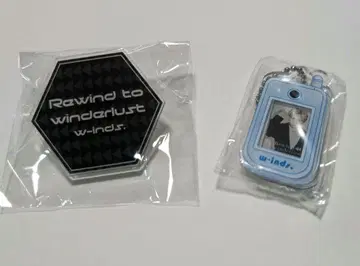 Rewind to
winderlust
w-inds.
w-inds.